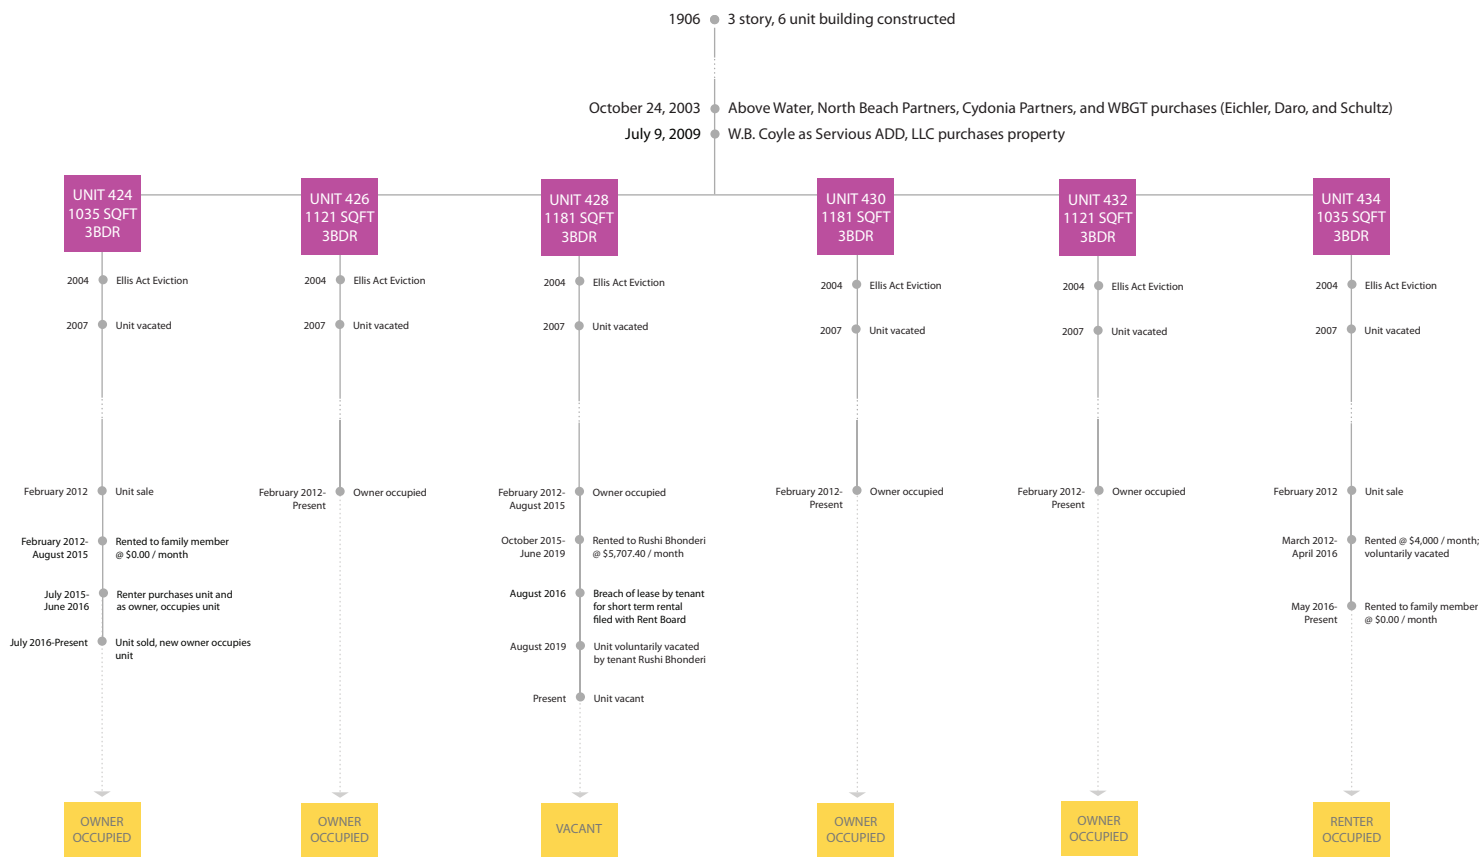 1906 3 story, 6 unit building constructed
October 24, 2003 Above Water, North Beach Partners, Cydonia Partners, and WBGT purchases (Eichler, Daro, and Schultz)
July 9, 2009 W.B. Coyle as Servious ADD, LLC purchases property
UNIT 424
1035 SQFT
3BDR
2004 Ellis Act Eviction
2007 Unit vacated
February 2012 Unit sale
February 2012- Rented to family member
August 2015 @ $0.00 / month
July 2015- Renter purchases unit and
June 2016 as owner, occupies unit
July 2016-Present Unit sold, new owner occupies
unit
OWNER
OCCUPIED
UNIT 426
1121 SQFT
3BDR
2004 Ellis Act Eviction
2007 Unit vacated
February 2012- Owner occupied
Present
OWNER
OCCUPIED
UNIT 428
1181 SQFT
3BDR
2004 Ellis Act Eviction
2007 Unit vacated
February 2012- Owner occupied
August 2015
October 2015- Rented to Rushi Bhonderi
June 2019 @ $5,707.40 / month
August 2016 Breach of lease by tenant
for short term rental
filed with Rent Board
August 2019 Unit voluntarily vacated
by tenant Rushi Bhonderi
Present Unit vacant
VACANT
UNIT 430
1181 SQFT
3BDR
2004 Ellis Act Eviction
2007 Unit vacated
February 2012- Owner occupied
Present
OWNER
OCCUPIED
UNIT 432
1121 SQFT
3BDR
2004 Ellis Act Eviction
2007 Unit vacated
February 2012- Owner occupied
Present
OWNER
OCCUPIED
UNIT 434
1035 SQFT
3BDR
2004 Ellis Act Eviction
2007 Unit vacated
February 2012 Unit sale
March 2012- Rented @ $4,000 / month;
April 2016 voluntarily vacated
May 2016- Rented to family member
Present @ $0.00 / month
RENTER
OCCUPIED